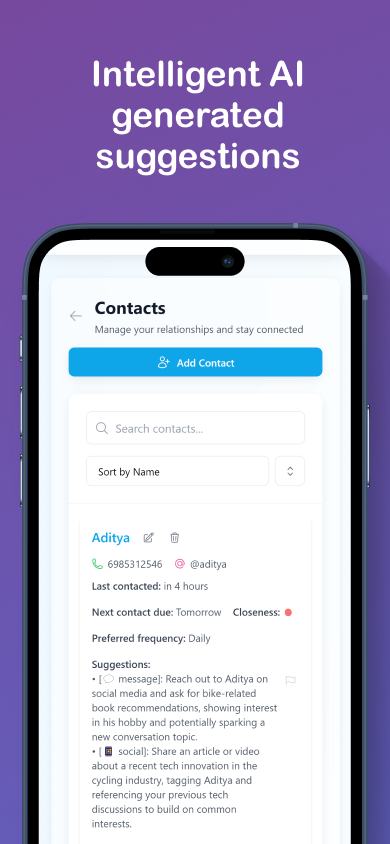 Intelligent AI
generated
suggestions
Contacts
Manage your relationships and stay connected
Add Contact
Search contacts...
Sort by Name
Aditya
6985312546 @aditya
Last contacted: in 4 hours
Next contact due: Tomorrow Closeness:
Preferred frequency: Daily
Suggestions:
• [💬 message]: Reach out to Aditya on
social media and ask for bike-related
book recommendations, showing interest
in his hobby and potentially sparking a
new conversation topic.
• [📱 social]: Share an article or video
about a recent tech innovation in the
cycling industry, tagging Aditya and
referencing your previous tech
discussions to build on common
interests.